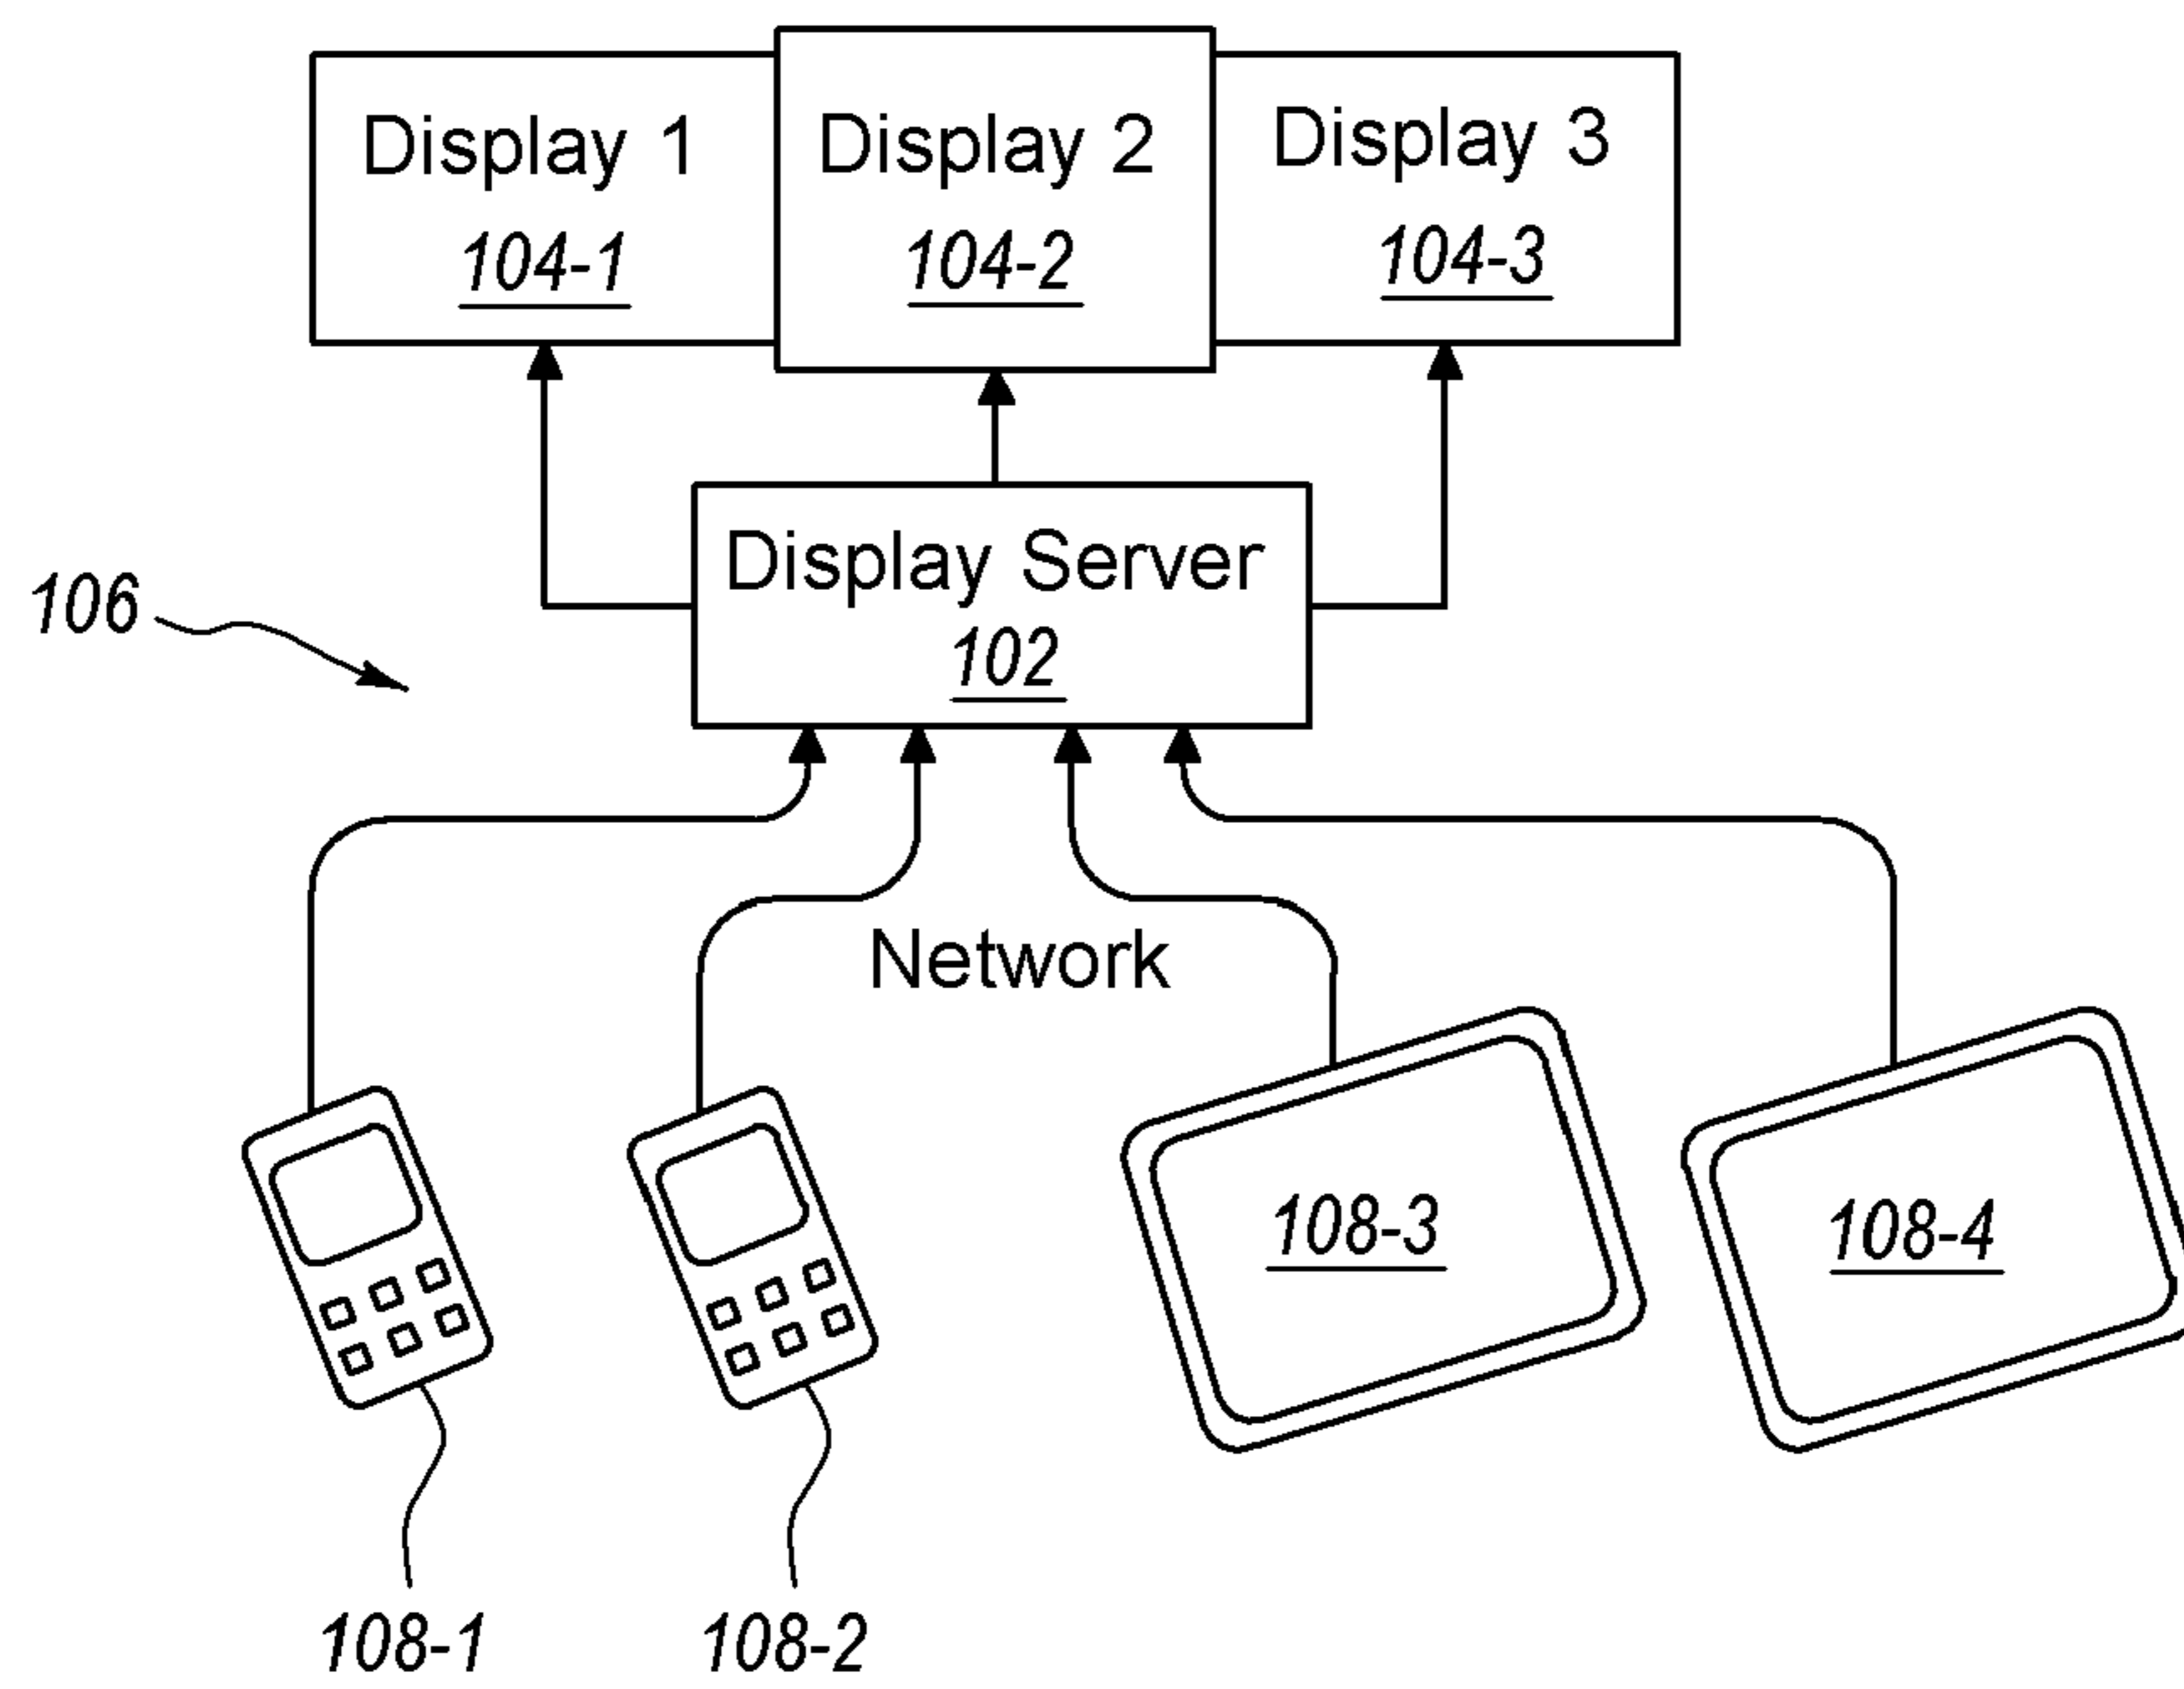 Display 1
104-1
Display 2
104-2
Display 3
104-3
Display Server
102
106
Network
108-3
108-4
108-1
108-2